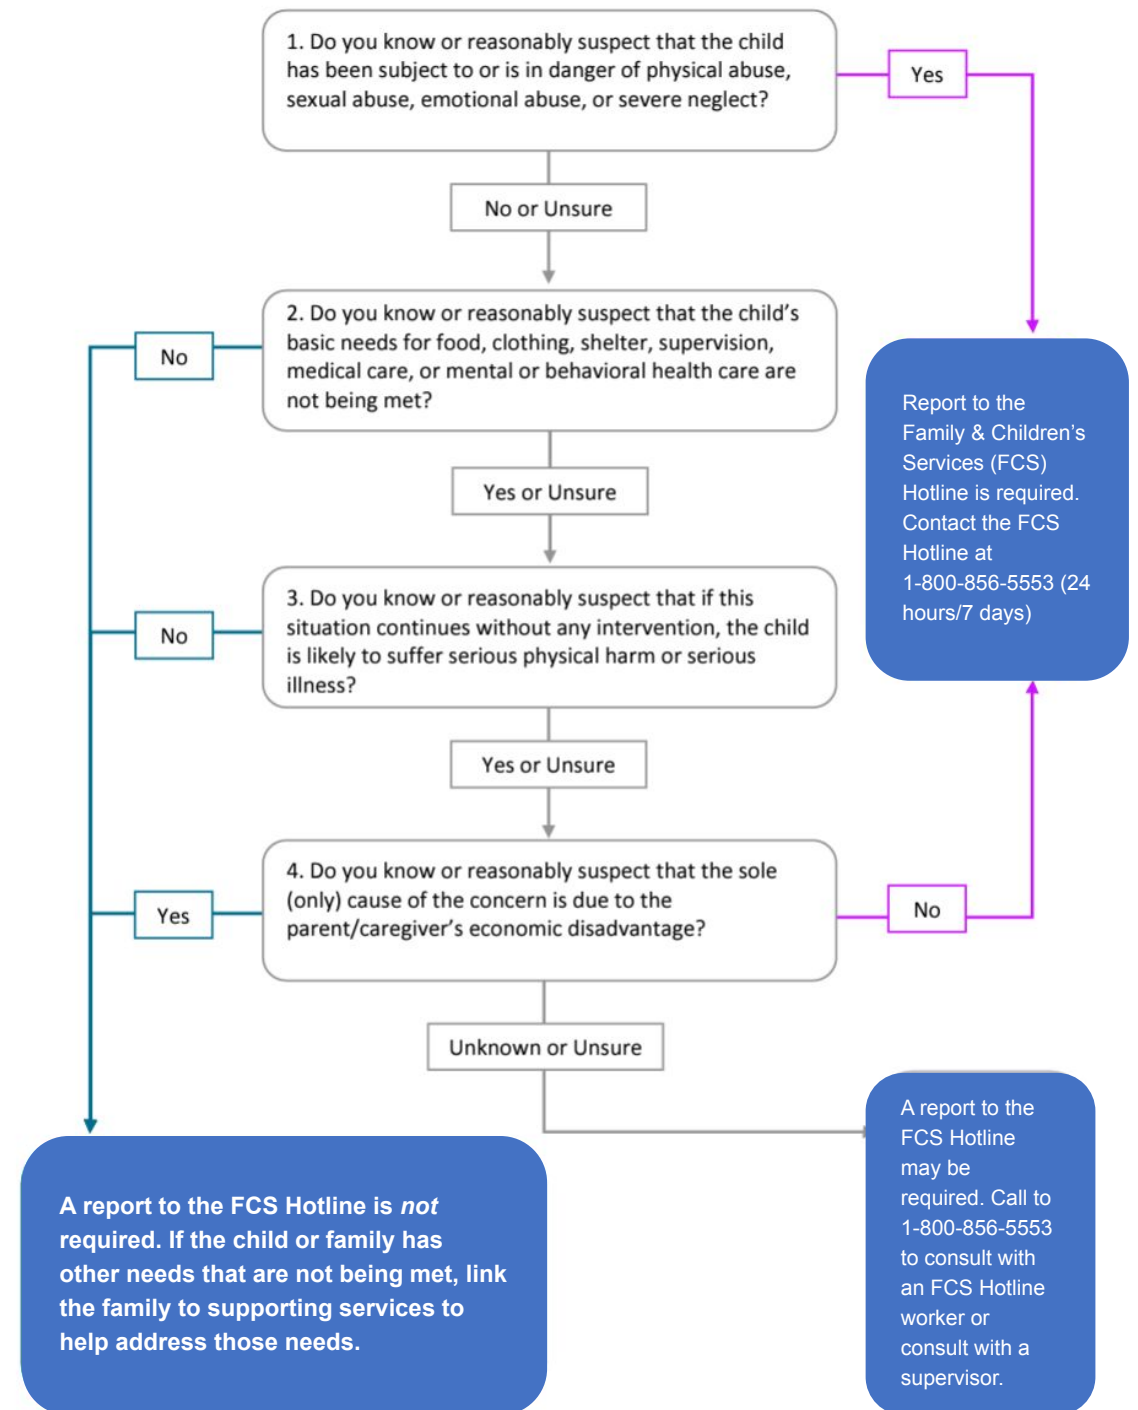 1. Do you know or reasonably suspect that the child
has been subject to or is in danger of physical abuse,
sexual abuse, emotional abuse, or severe neglect?
Yes
No or Unsure
2. Do you know or reasonably suspect that the child's
basic needs for food, clothing, shelter, supervision,
medical care, or mental or behavioral health care are
not being met?
No
Yes or Unsure
Report to the
Family & Children's
Services (FCS)
Hotline is required.
Contact the FCS
Hotline at
1-800-856-5553 (24
hours/7 days)
3. Do you know or reasonably suspect that if this
situation continues without any intervention, the child
is likely to suffer serious physical harm or serious
illness?
No
Yes or Unsure
4. Do you know or reasonably suspect that the sole
(only) cause of the concern is due to the
parent/caregiver's economic disadvantage?
Yes
No
Unknown or Unsure
A report to the FCS Hotline is not
required. If the child or family has
other needs that are not being met, link
the family to supporting services to
help address those needs.
A report to the
FCS Hotline
may be
required. Call to
1-800-856-5553
to consult with
an FCS Hotline
worker or
consult with a
supervisor.